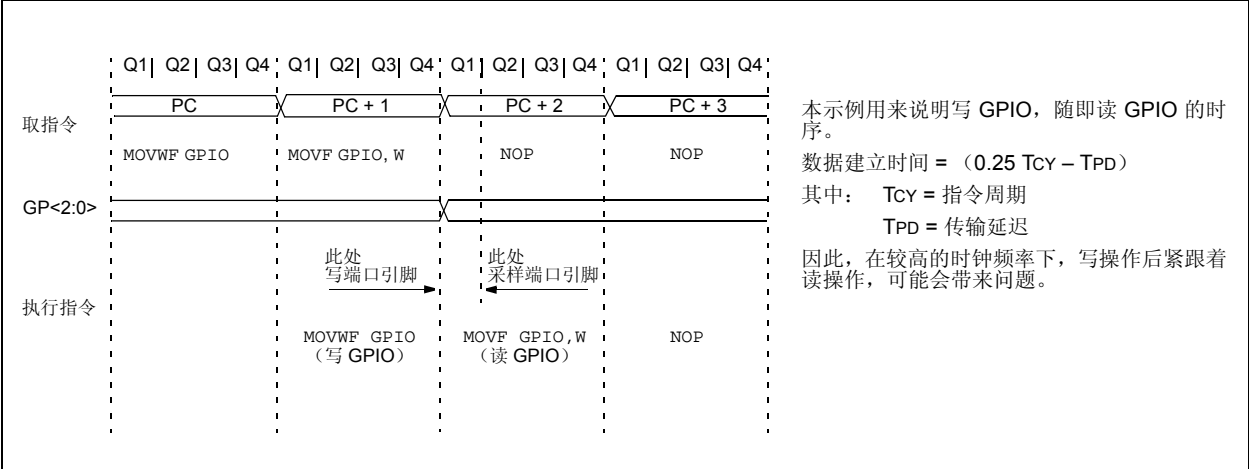 Q1| Q2| Q3| Q4 Q1| Q2| Q3| Q4 Q1| Q2| Q3| Q4 Q1| Q2| Q3| Q4
取指令
PC PC + 1 PC + 2 PC + 3
MOVWF GPIO MOVF GPIO,W NOP NOP
GP<2:0>
此处
写端口引脚
此处
采样端口引脚
执行指令
MOVWF GPIO
（写 GPIO）
MOVF GPIO,W
（读 GPIO）
NOP
本示例用来说明写 GPIO，随即读 GPIO 的时
序。
数据建立时间 = （0.25 TCY – TPD）
其中： TCY = 指令周期
TPD = 传输延迟
因此，在较高的时钟频率下，写操作后紧跟着
读操作，可能会带来问题。